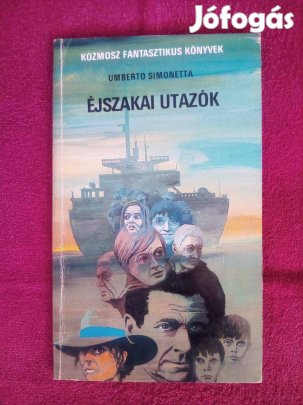 Jófogás
KOZMOSZ FANTASZTIKUS KÖNYVEK
UMBERTO SIMONETTA
ÉJSZAKAI UTAZÓK